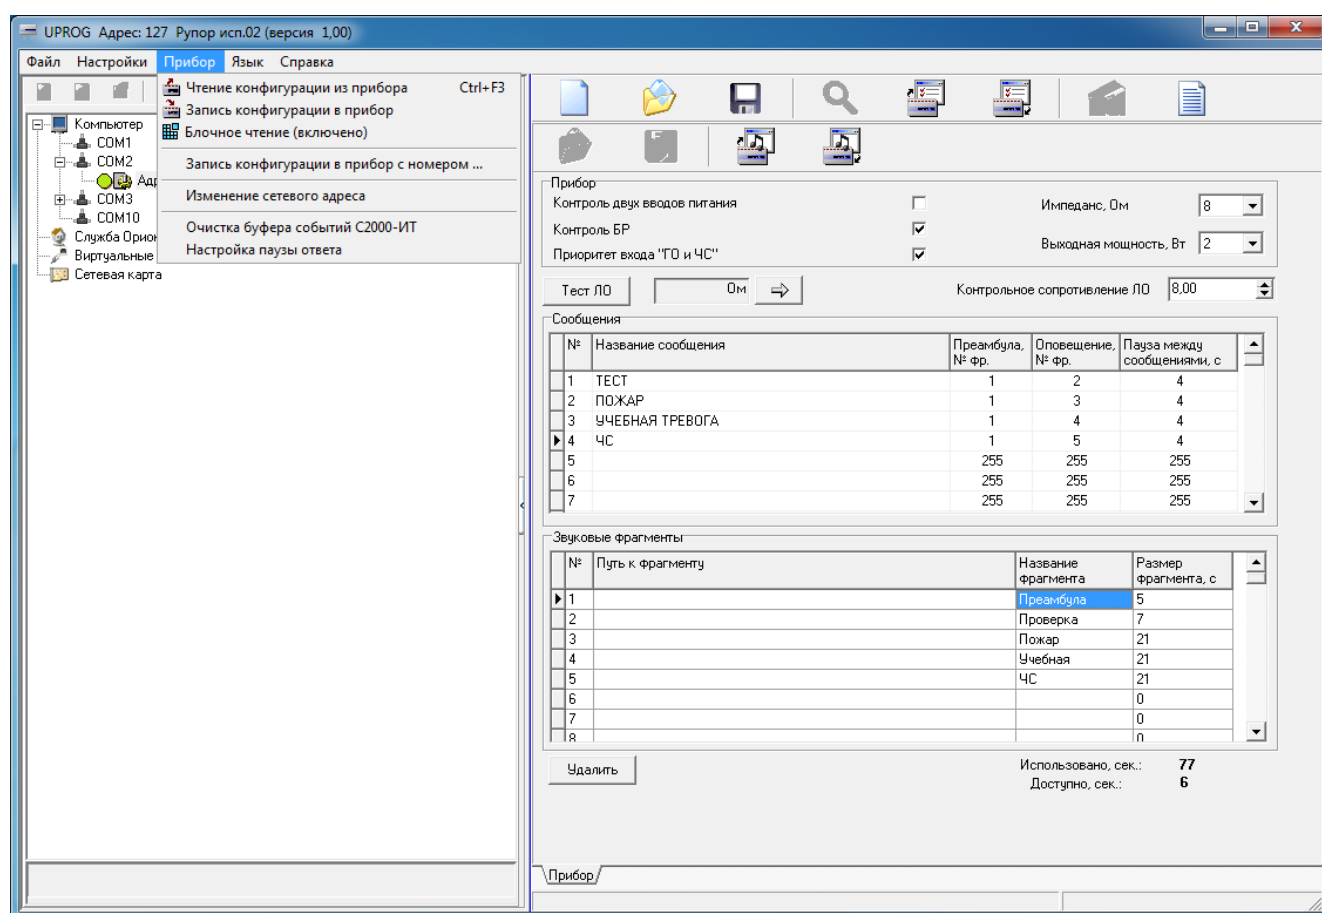 UPROG Адрес: 127 Рупор исп.02 (версия 1,00)
Файл Настройки Прибор Язык Справка
Чтение конфигурации из прибора Ctrl+F3
Запись конфигурации в прибор
Блочное чтение (включено)
Запись конфигурации в прибор с номером ...
Изменение сетевого адреса
Очистка буфера событий С2000-ИТ
Настройка паузы ответа
Компьютер
COM1
COM2
COM3
COM10
Служба
Виртуальные
Сетевая карта
Прибор
Контроль двух вводов питания
Импеданс, Ом 8
Контроль БР
Выходная мощность, Вт 2
Приоритет входа "ГО и ЧС"
Тест ЛО Ом Контрольное сопротивление ЛО 8,00
Сообщения
№ Название сообщения Преамбула, № фр. Оповещение, № фр. Пауза между сообщениями, с
1 ТЕСТ 1 2 4
2 ПОЖАР 1 3 4
3 УЧЕБНАЯ ТРЕВОГА 1 4 4
4 ЧС 1 5 4
5 255 255 255
6 255 255 255
7 255 255 255
Звуковые фрагменты
№ Путь к фрагменту Название фрагмента Размер фрагмента, с
1 Преамбула 5
2 Проверка 7
3 Пожар 21
4 Учебная 21
5 ЧС 21
6 0
7 0
8 0
Удалить
Использовано, сек.: 77
Доступно, сек.: 6
Прибор